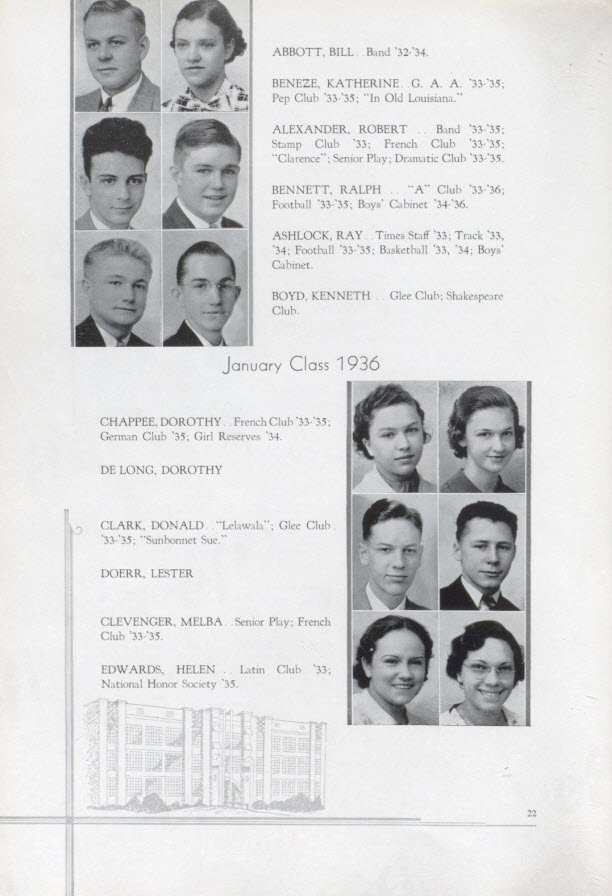 ABBOTT, BILL . . Band '32-'34.
BENEZE, KATHERINE . . G. A. A. '33-'35;
Pep Club '33-'35; "In Old Louisiana."
ALEXANDER, ROBERT . . Band '33-'35;
Stamp Club '33; French Club '33-'35;
"Clarence"; Senior Play; Dramatic Club '33-'35.
BENNETT, RALPH . . "A" Club '33-'36;
Football '33-'35; Boys' Cabinet '34-'36.
ASHLOCK, RAY . . Times Staff '33; Track '33,
'34; Football '33-'35; Basketball '33, '34; Boys'
Cabinet.
BOYD, KENNETH . . Glee Club; Shakespeare
Club.
January Class 1936
CHAPPEE, DOROTHY . . French Club '33-'35;
German Club '35; Girl Reserves '34.
DE LONG, DOROTHY
CLARK, DONALD . . "Lelawala"; Glee Club
'33-'35; "Sunbonnet Sue."
DOERR, LESTER
CLEVENGER, MELBA . . Senior Play; French
Club '33-'35.
EDWARDS, HELEN . . Latin Club '33;
National Honor Society '35.
22